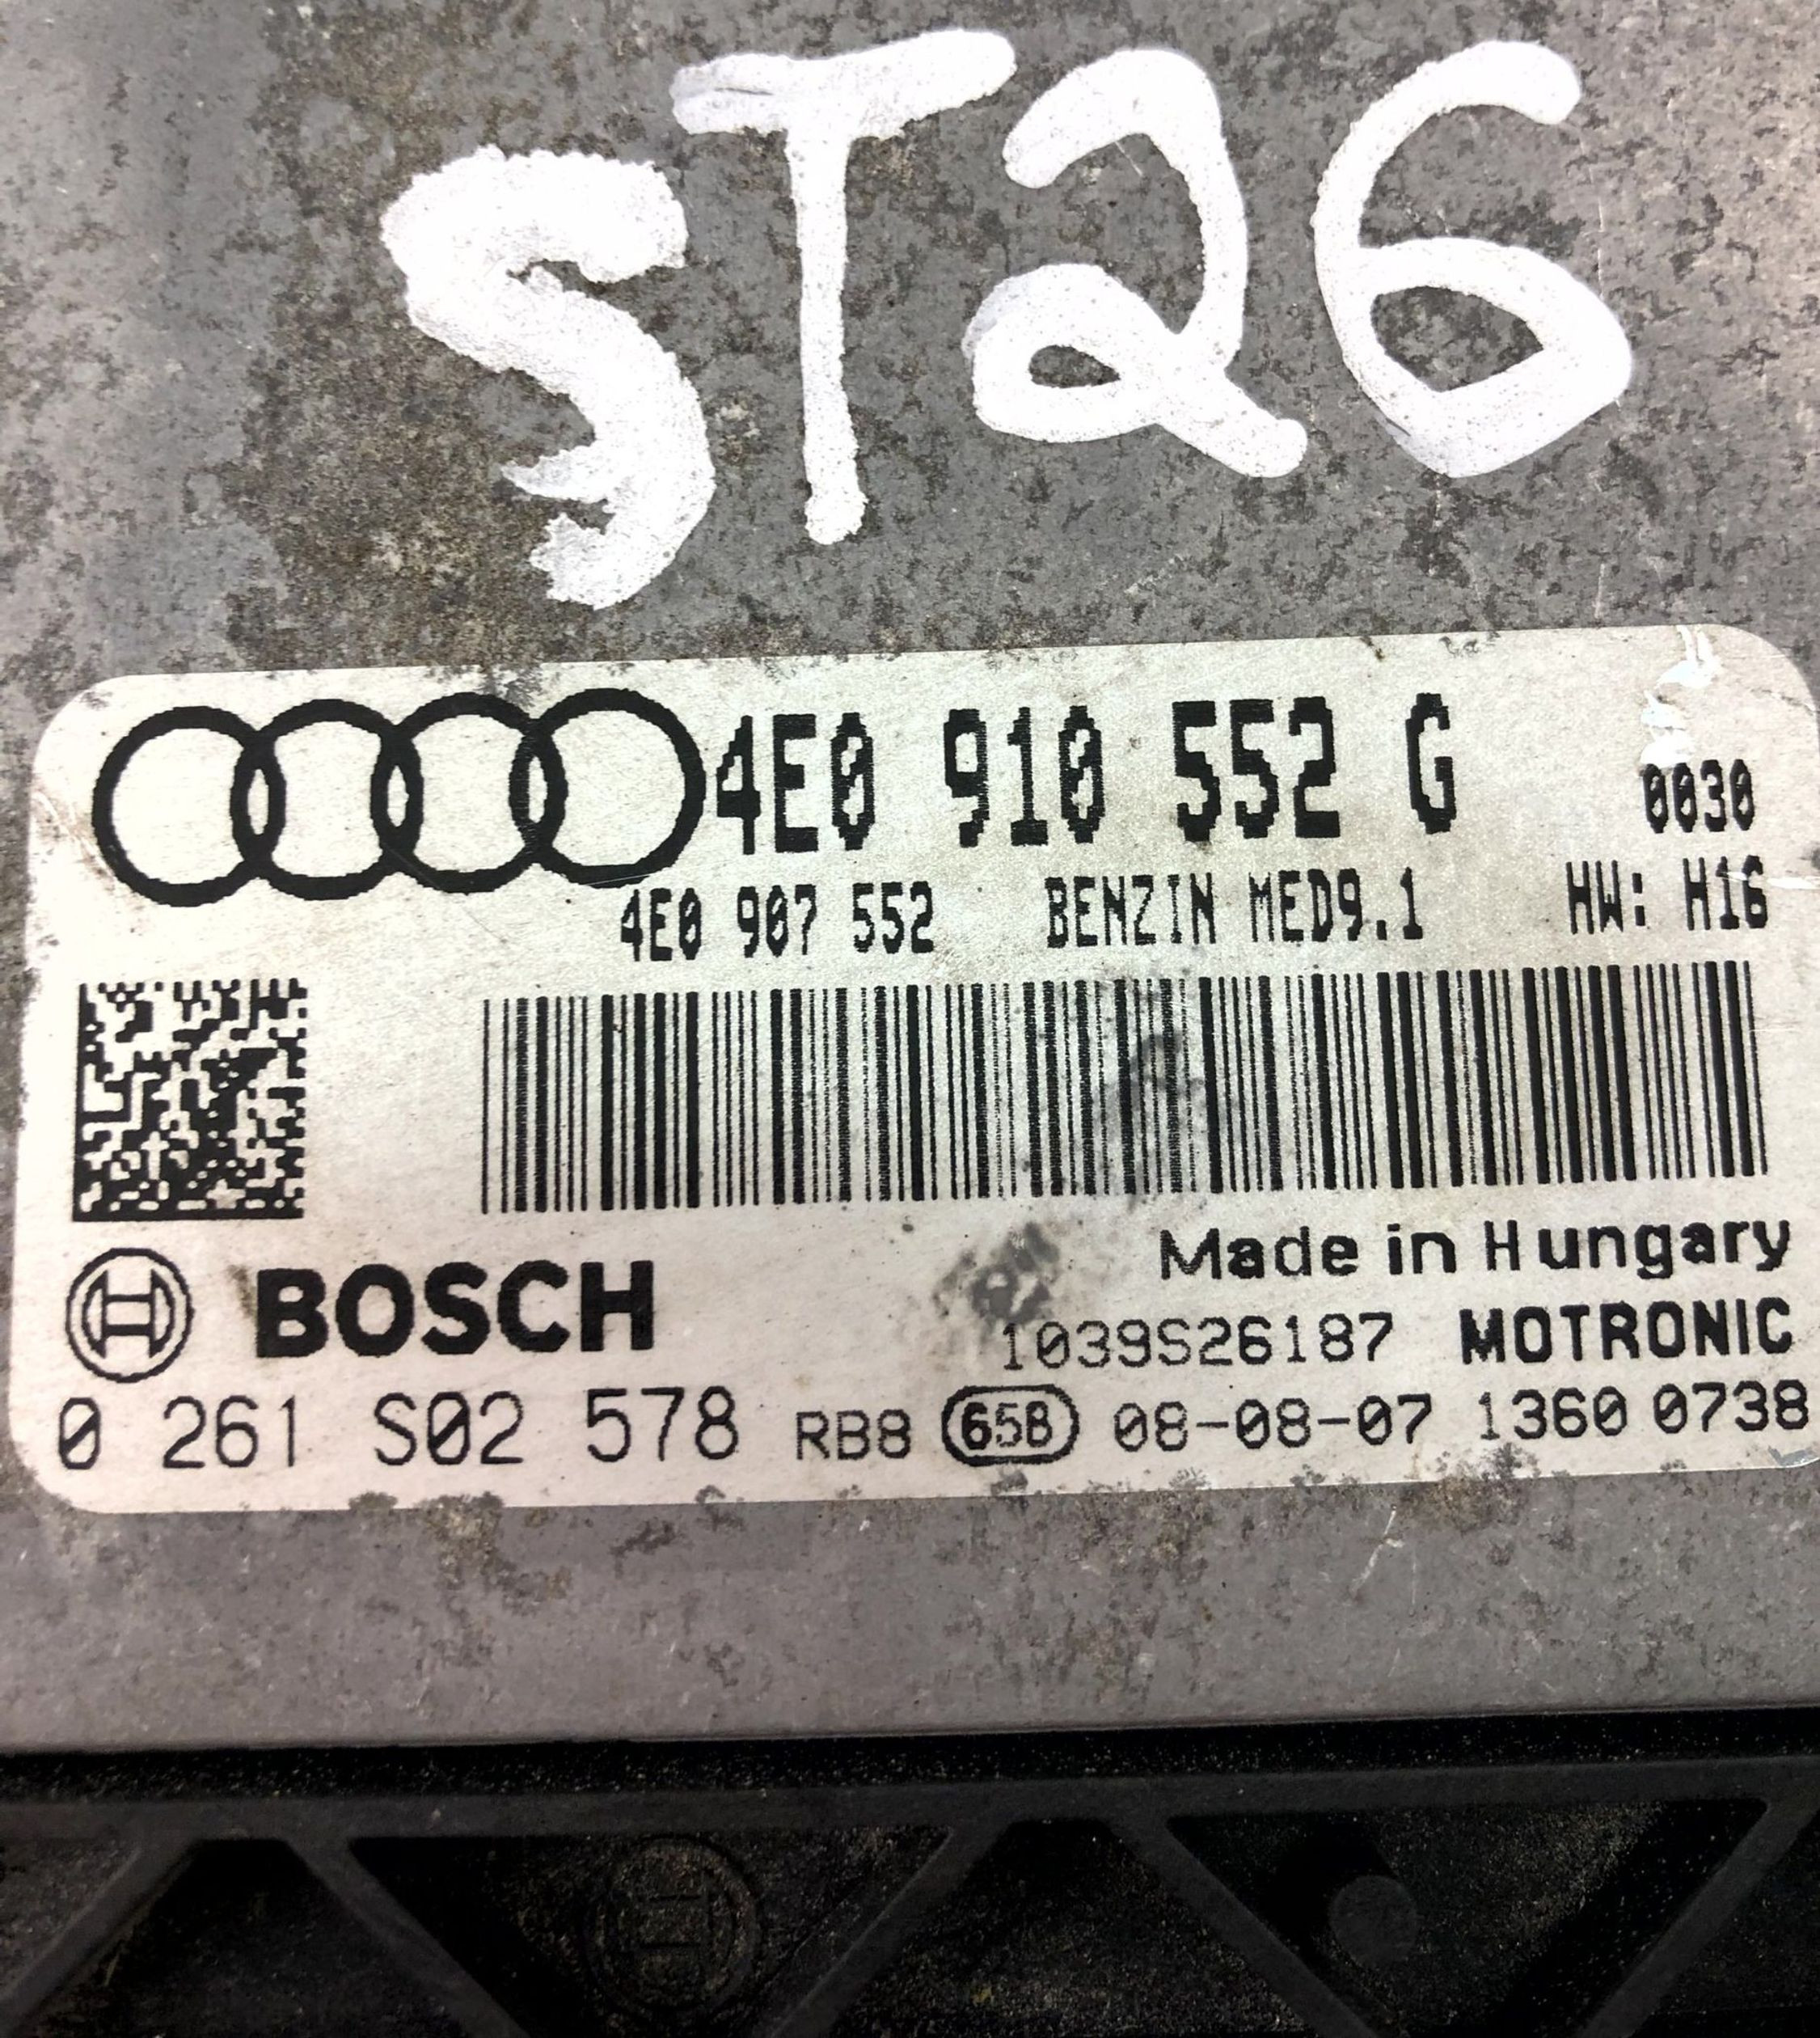 ST26
4E0 910 552 G 0030
4E0 907 552 BENZIN MED9.1 HW: H16
Made in Hungary
BOSCH 1039S26187 MOTRONIC
0 261 S02 578 RB8 65B 08-08-07 1360 0738